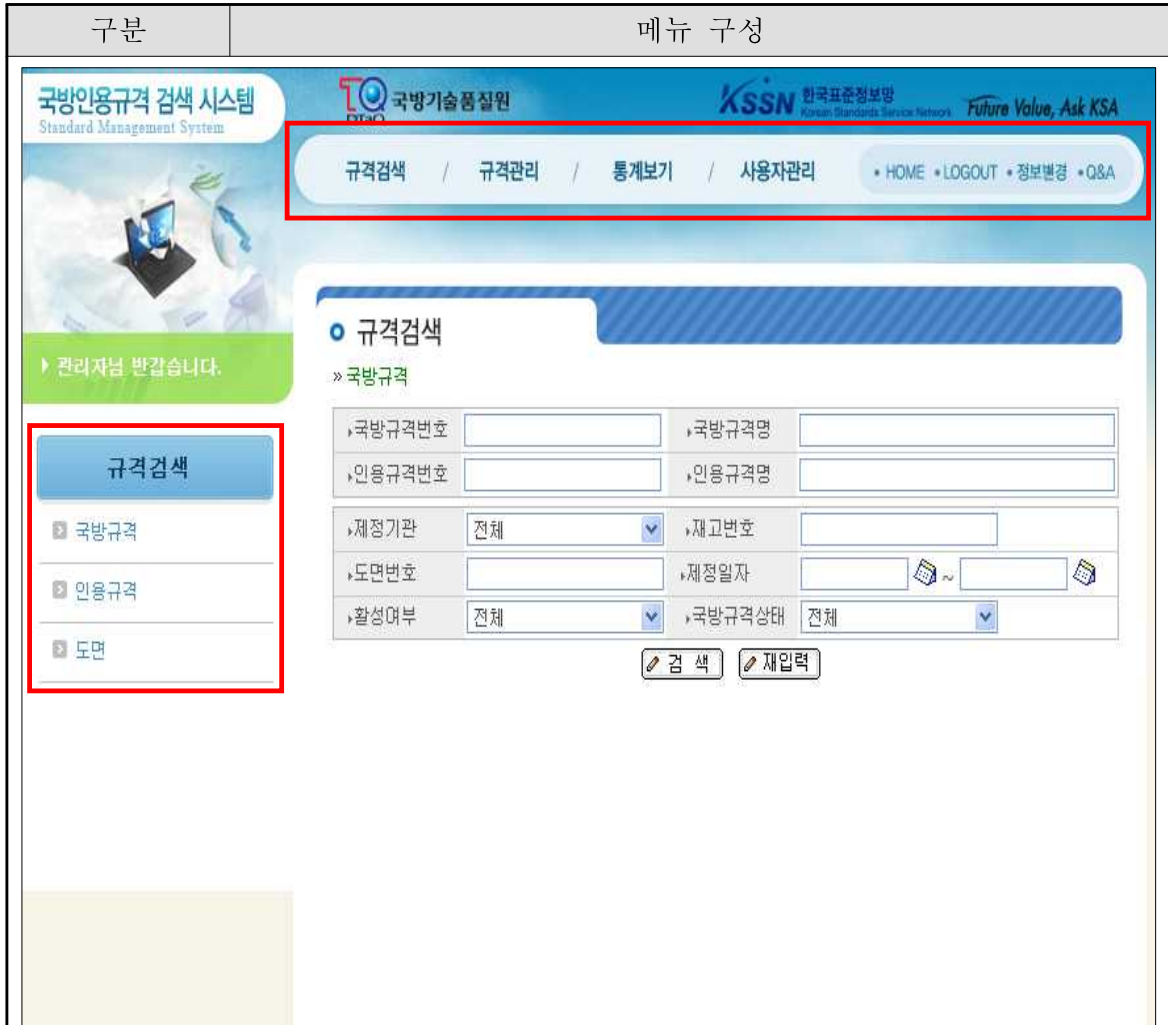 구분 메뉴 구성
국방인용규격 검색 시스템
Standard Management System
DTaQ 국방기술품질원
KSSN 한국표준정보망
Korean Standards Service Network
Future Value, Ask KSA
규격검색 / 규격관리 / 통계보기 / 사용자관리 • HOME • LOGOUT • 정보변경 • Q&A
관리자님 반갑습니다.
규격검색
국방규격
인용규격
도면
규격검색
» 국방규격
국방규격번호 국방규격명
인용규격번호 인용규격명
제정기관 전체 재고번호
도면번호 제정일자 ~
활성여부 전체 국방규격상태 전체
검 색 재입력